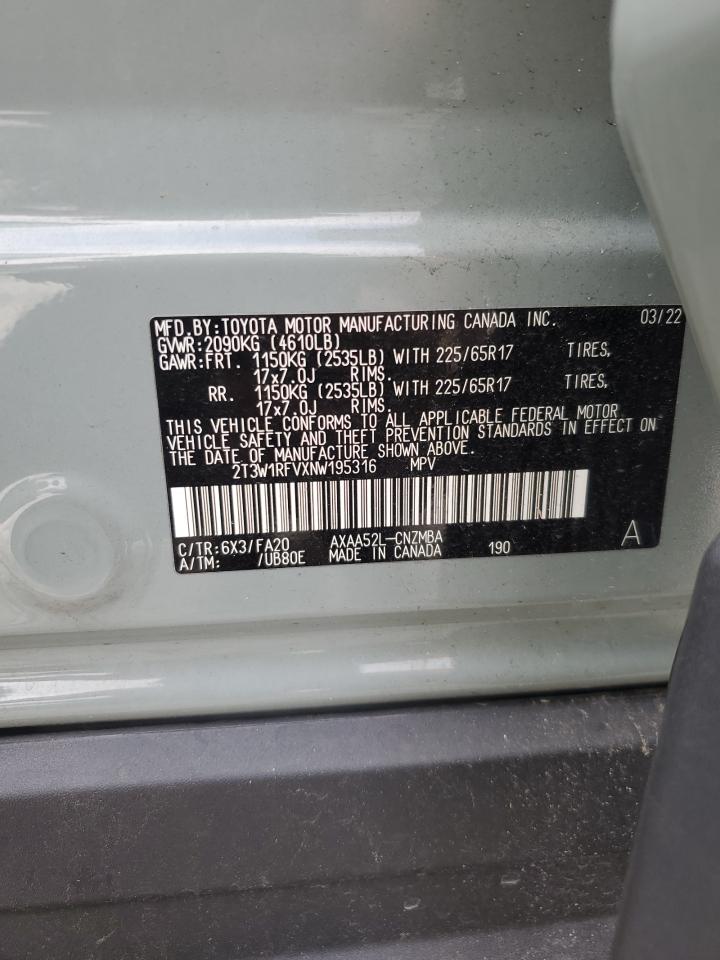 MFD.BY:TOYOTA MOTOR MANUFACTURING CANADA INC. 03/22
GVWR:2090KG (4610LB)
GAWR:FRT. 1150KG (2535LB) WITH 225/65R17 TIRES,
17x7.0J RIMS.
RR. 1150KG (2535LB) WITH 225/65R17 TIRES,
17x7.0J RIMS.
THIS VEHICLE CONFORMS TO ALL APPLICABLE FEDERAL MOTOR
VEHICLE SAFETY AND THEFT PREVENTION STANDARDS IN EFFECT ON
THE DATE OF MANUFACTURE SHOWN ABOVE.
2T3W1RFVXNW195316 MPV
C/TR:6X3/FA20 AXAA52L-CNZMBA
A/TM: /UB80E MADE IN CANADA 190 A